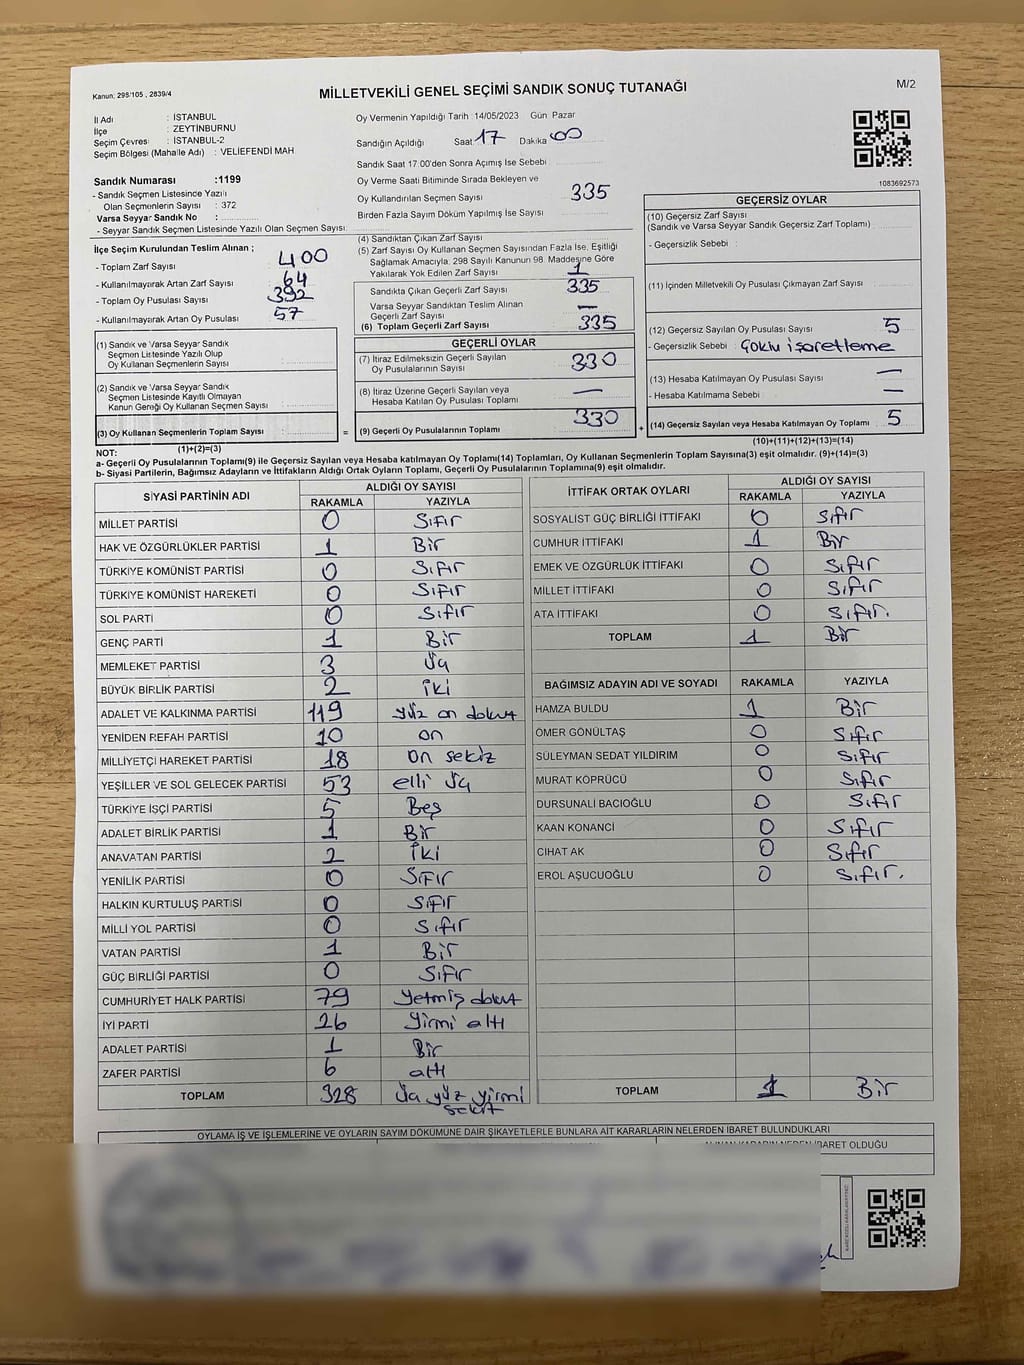 Kanun; 298/105 , 2839/4
MİLLETVEKİLİ GENEL SEÇİMİ SANDIK SONUÇ TUTANAĞI
M/2
İl Adı : İSTANBUL
İlçe : ZEYTİNBURNU
Seçim Çevresi : İSTANBUL-2
Seçim Bölgesi (Mahalle Adı) : VELİEFENDİ MAH
Oy Vermenin Yapıldığı Tarih : 14/05/2023 Gün Pazar
Sandığın Açıldığı Saat 17 Dakika 00
Sandık Saat 17:00'den Sonra Açımış İse Sebebi
Sandık Numarası :1199
- Sandık Seçmen Listesinde Yazılı
Olan Seçmenlerin Sayısı : 372
Varsa Seyyar Sandık No :
- Seyyar Sandık Seçmen Listesinde Yazılı Olan Seçmen Sayısı:
Oy Verme Saati Bitiminde Sırada Bekleyen ve
Oy Kullandırılan Seçmen Sayısı 335
Birden Fazla Sayım Döküm Yapılmış İse Sayısı
1083692573
İlçe Seçim Kurulundan Teslim Alınan ;
- Toplam Zarf Sayısı 400
- Kullanılmayarak Artan Zarf Sayısı 64
- Toplam Oy Pusulası Sayısı 392
- Kullanılmayarak Artan Oy Pusulası 57
(4) Sandıktan Çıkan Zarf Sayısı
(5) Zarf Sayısı Oy Kullanan Seçmen Sayısından Fazla İse, Eşitliği
Sağlamak Amacıyla, 298 Sayılı Kanunun 98. Maddesine Göre
Yakılarak Yok Edilen Zarf Sayısı 1
Sandıkta Çıkan Geçerli Zarf Sayısı 335
Varsa Seyyar Sandıktan Teslim Alınan
Geçerli Zarf Sayısı —
(6) Toplam Geçerli Zarf Sayısı 335
GEÇERSİZ OYLAR
(10) Geçersiz Zarf Sayısı
(Sandık ve Varsa Seyyar Sandık Geçersiz Zarf Toplamı)
- Geçersizlik Sebebi :
(11) İçinden Milletvekili Oy Pusulası Çıkmayan Zarf Sayısı
(12) Geçersiz Sayılan Oy Pusulası Sayısı 5
- Geçersizlik Sebebi : Çoklu işaretleme
(13) Hesaba Katılmayan Oy Pusulası Sayısı —
- Hesaba Katılmama Sebebi —
(14) Geçersiz Sayılan veya Hesaba Katılmayan Oy Toplamı 5
(10)+(11)+(12)+(13)=(14)
(1) Sandık ve Varsa Seyyar Sandık
Seçmen Listesinde Yazılı Olup
Oy Kullanan Seçmenlerin Sayısı :
(2) Sandık ve Varsa Seyyar Sandık
Seçmen Listesinde Kayıtlı Olmayan
Kanun Gereği Oy Kullanan Seçmen Sayısı
(3) Oy Kullanan Seçmenlerin Toplam Sayısı :
(1)+(2)=(3)
GEÇERLİ OYLAR
(7) İtiraz Edilmeksizin Geçerli Sayılan
Oy Pusulalarının Sayısı 330
(8) İtiraz Üzerine Geçerli Sayılan veya
Hesaba Katılan Oy Pusulası Toplamı —
= (9) Geçerli Oy Pusulalarının Toplamı 330 +
NOT:
a- Geçerli Oy Pusulalarının Toplamı(9) ile Geçersiz Sayılan veya Hesaba katılmayan Oy Toplamı(14) Toplamları, Oy Kullanan Seçmenlerin Toplam Sayısına(3) eşit olmalıdır. (9)+(14)=(3)
b- Siyasi Partilerin, Bağımsız Adayların ve İttifakların Aldığı Ortak Oyların Toplamı, Geçerli Oy Pusulalarının Toplamına(9) eşit olmalıdır.
SİYASİ PARTİNİN ADI ALDIĞI OY SAYISI
RAKAMLA YAZIYLA
MİLLET PARTİSİ 0 Sıfır
HAK VE ÖZGÜRLÜKLER PARTİSİ 1 Bir
TÜRKİYE KOMÜNİST PARTİSİ 0 Sıfır
TÜRKİYE KOMÜNİST HAREKETİ 0 Sıfır
SOL PARTİ 0 Sıfır
GENÇ PARTİ 1 Bir
MEMLEKET PARTİSİ 3 Üç
BÜYÜK BİRLİK PARTİSİ 2 İki
ADALET VE KALKINMA PARTİSİ 119 yüz on dokuz
YENİDEN REFAH PARTİSİ 10 on
MİLLİYETÇİ HAREKET PARTİSİ 18 on sekiz
YEŞİLLER VE SOL GELECEK PARTİSİ 53 elli üç
TÜRKİYE İŞÇİ PARTİSİ 5 Beş
ADALET BİRLİK PARTİSİ 1 Bir
ANAVATAN PARTİSİ 2 İki
YENİLİK PARTİSİ 0 Sıfır
HALKIN KURTULUŞ PARTİSİ 0 Sıfır
MİLLİ YOL PARTİSİ 0 Sıfır
VATAN PARTİSİ 1 Bir
GÜÇ BİRLİĞİ PARTİSİ 0 Sıfır
CUMHURİYET HALK PARTİSİ 79 Yetmiş dokuz
İYİ PARTİ 26 Yirmi altı
ADALET PARTİSİ 1 Bir
ZAFER PARTİSİ 6 altı
TOPLAM 328 Üç yüz yirmi
sekiz
İTTİFAK ORTAK OYLARI ALDIĞI OY SAYISI
RAKAMLA YAZIYLA
SOSYALİST GÜÇ BİRLİĞİ İTTİFAKI 0 Sıfır
CUMHUR İTTİFAKI 1 Bir
EMEK VE ÖZGÜRLÜK İTTİFAKI 0 Sıfır
MİLLET İTTİFAKI 0 Sıfır
ATA İTTİFAKI 0 Sıfır.
TOPLAM 1 Bir
BAĞIMSIZ ADAYIN ADI VE SOYADI RAKAMLA YAZIYLA
HAMZA BULDU 1 Bir
ÖMER GÖNÜLTAŞ 0 Sıfır
SÜLEYMAN SEDAT YILDIRIM 0 Sıfır
MURAT KÖPRÜCÜ 0 Sıfır
DURSUNALİ BACIOĞLU 0 Sıfır
KAAN KONANCİ 0 Sıfır
CİHAT AK 0 Sıfır
EROL AŞUCUOĞLU 0 Sıfır.
TOPLAM 1 Bir
OYLAMA İŞ VE İŞLEMLERİNE VE OYLARIN SAYIM DÖKÜMÜNE DAİR ŞİKAYETLERLE BUNLARA AİT KARARLARIN NELERDEN İBARET BULUNDUKLARI
ALINAN KARARIN NEDEN İBARET OLDUĞU